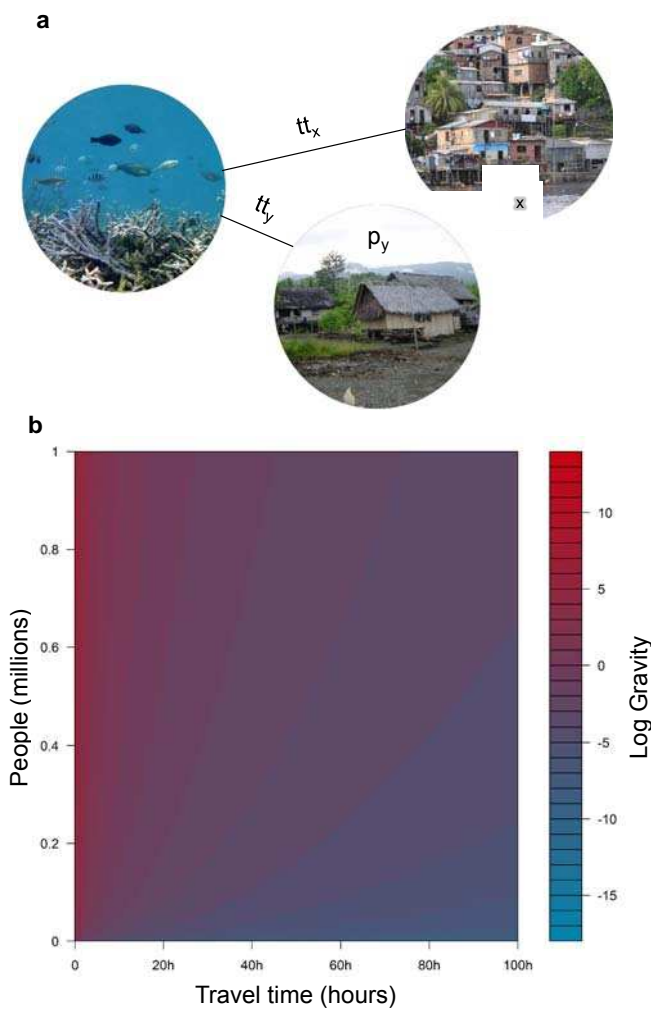 a
tt_x
tt_y
p_y
x
b
1
0.8
0.6
0.4
0.2
0
People (millions)
0
20h
40h
60h
80h
100h
Travel time (hours)
10
5
0
-5
-10
-15
Log Gravity